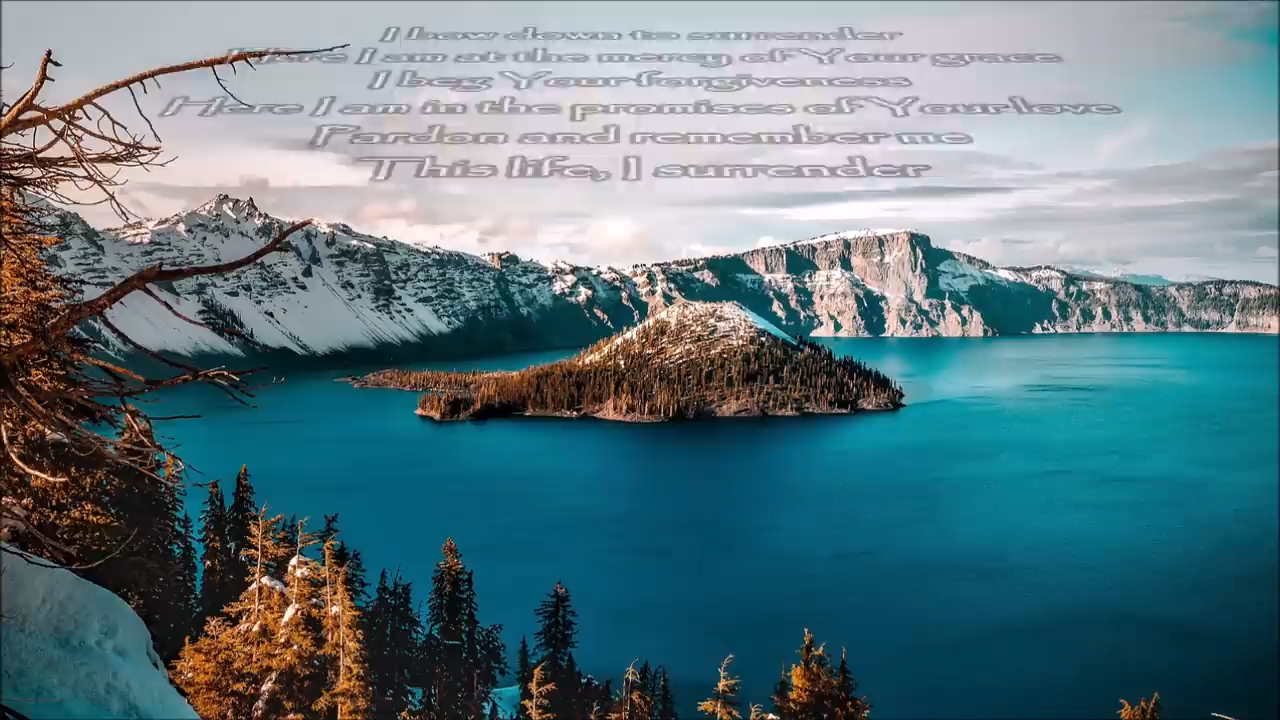 I bow down to surrender
Here I am at the mercy of Your grace
I beg Your forgiveness
Here I am in the promises of Your love
Pardon and remember me
This life, I surrender